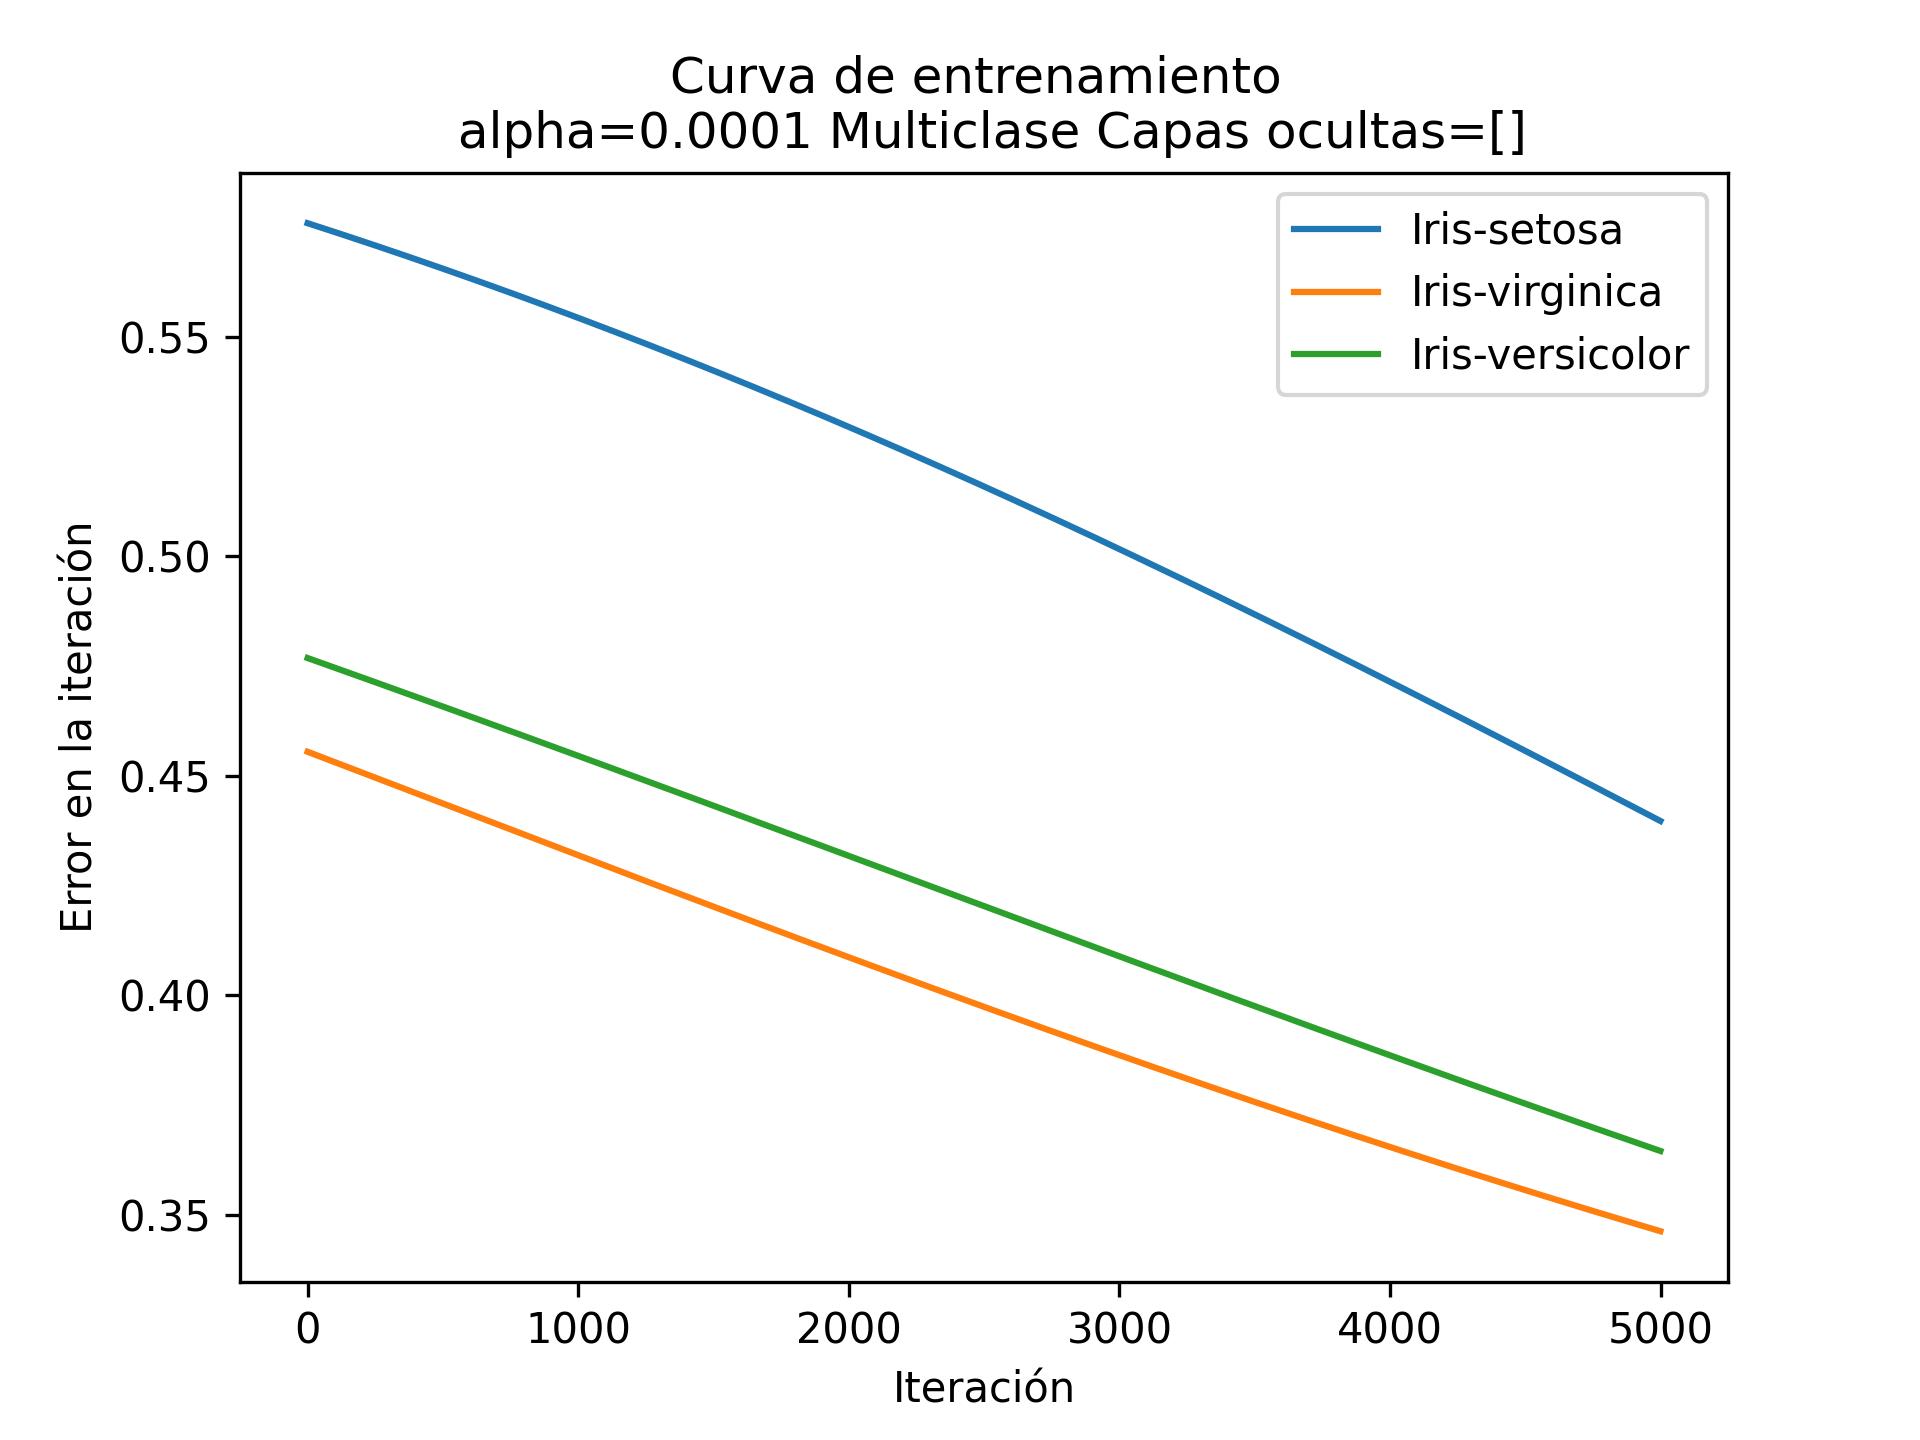 Curva de entrenamiento
alpha=0.0001 Multiclase Capas ocultas=[]
Iris-setosa
Iris-virginica
Iris-versicolor
Error en la iteración
0.55
0.50
0.45
0.40
0.35
0 1000 2000 3000 4000 5000
Iteración